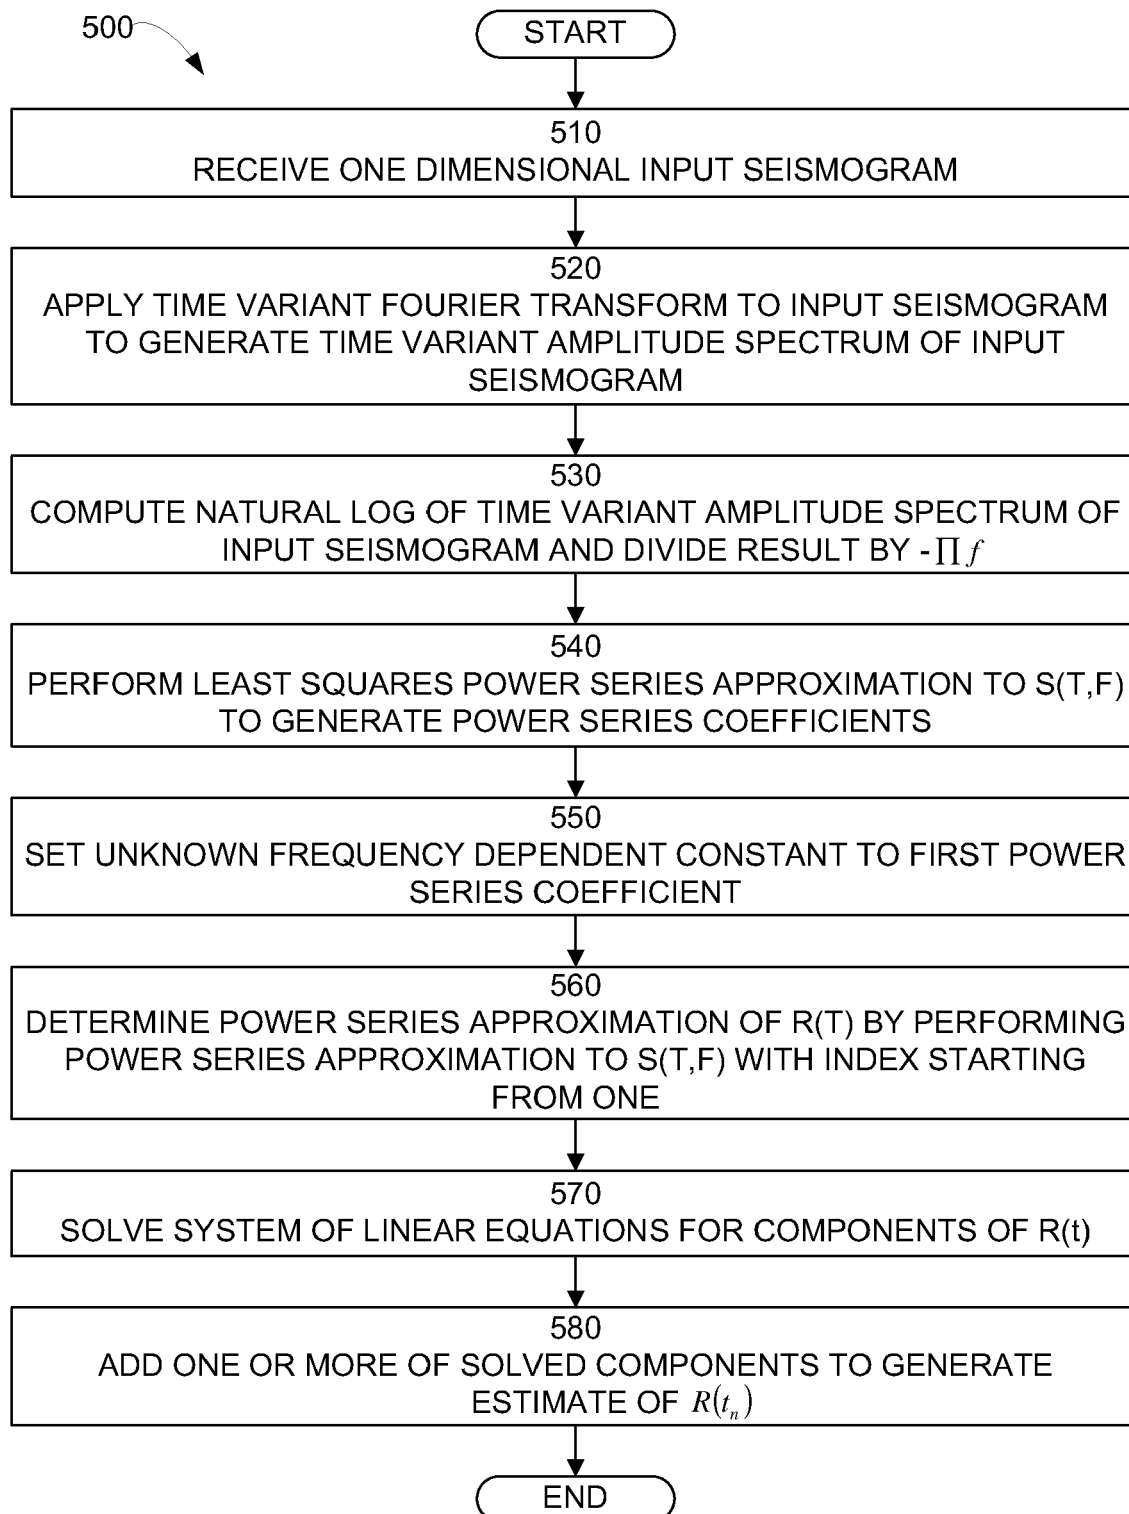 500
START
510
RECEIVE ONE DIMENSIONAL INPUT SEISMOGRAM
520
APPLY TIME VARIANT FOURIER TRANSFORM TO INPUT SEISMOGRAM
TO GENERATE TIME VARIANT AMPLITUDE SPECTRUM OF INPUT
SEISMOGRAM
530
COMPUTE NATURAL LOG OF TIME VARIANT AMPLITUDE SPECTRUM OF
INPUT SEISMOGRAM AND DIVIDE RESULT BY -∏ f
540
PERFORM LEAST SQUARES POWER SERIES APPROXIMATION TO S(T,F)
TO GENERATE POWER SERIES COEFFICIENTS
550
SET UNKNOWN FREQUENCY DEPENDENT CONSTANT TO FIRST POWER
SERIES COEFFICIENT
560
DETERMINE POWER SERIES APPROXIMATION OF R(T) BY PERFORMING
POWER SERIES APPROXIMATION TO S(T,F) WITH INDEX STARTING
FROM ONE
570
SOLVE SYSTEM OF LINEAR EQUATIONS FOR COMPONENTS OF R(t)
580
ADD ONE OR MORE OF SOLVED COMPONENTS TO GENERATE
ESTIMATE OF R(tₙ)
END